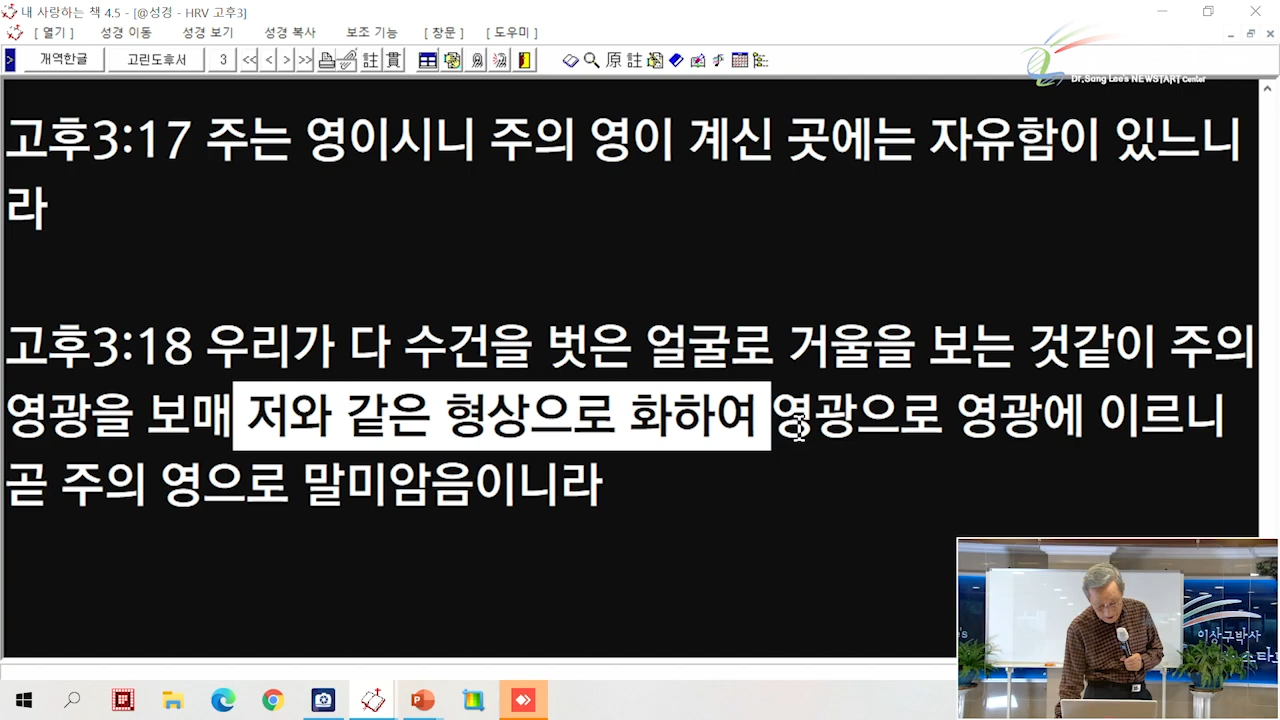 내 사랑하는 책 4.5 - [@성경 - HRV 고후3]
[ 열기 ] 성경 이동 성경 보기 성경 복사 보조 기능 [ 창문 ] [ 도우미 ]
> 개역한글 고린도후서 3 << < > >> 註 貫 原 註
Dr.Sang Lee's NEWSTART Center
고후3:17 주는 영이시니 주의 영이 계신 곳에는 자유함이 있느니
라
고후3:18 우리가 다 수건을 벗은 얼굴로 거울을 보는 것같이 주의
영광을 보매 저와 같은 형상으로 화하여 영광으로 영광에 이르니
곧 주의 영으로 말미암음이니라
이상구박사